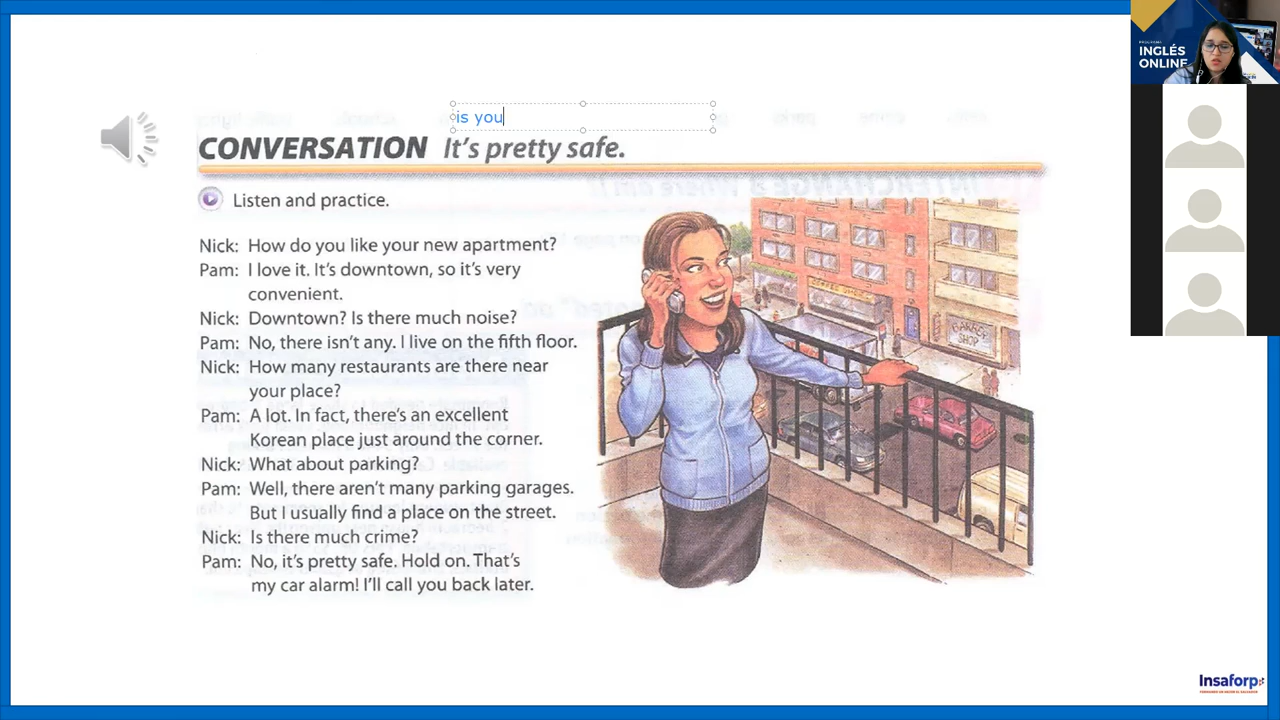 is you
CONVERSATION It's pretty safe.
Listen and practice.
Nick: How do you like your new apartment?
Pam: I love it. It's downtown, so it's very
convenient.
Nick: Downtown? Is there much noise?
Pam: No, there isn't any. I live on the fifth floor.
Nick: How many restaurants are there near
your place?
Pam: A lot. In fact, there's an excellent
Korean place just around the corner.
Nick: What about parking?
Pam: Well, there aren't many parking garages.
But I usually find a place on the street.
Nick: Is there much crime?
Pam: No, it's pretty safe. Hold on. That's
my car alarm! I'll call you back later.
BARBER
SHOP
PROGRAMA
INGLÉS
ONLINE
Insaforp